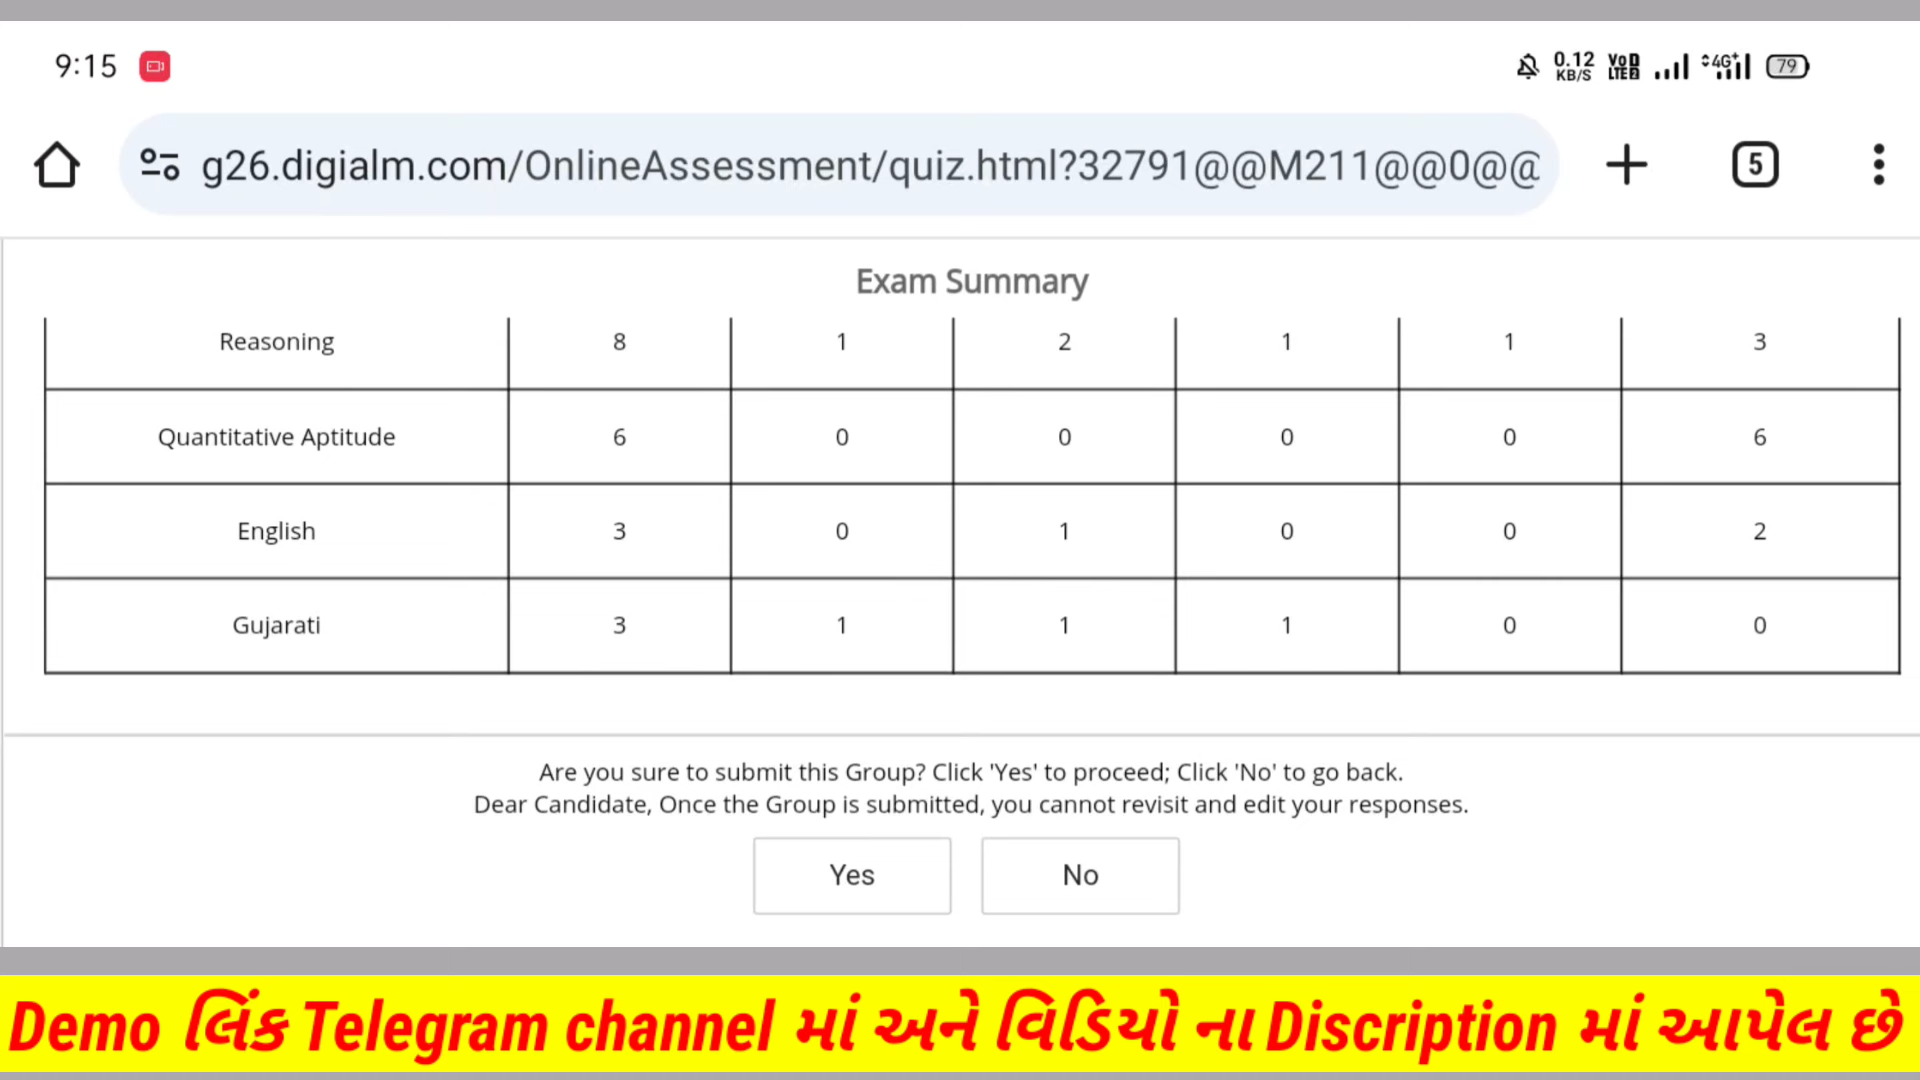 9:15
0.12 KB/S VoD LTE2 4G+ 79
g26.digialm.com/OnlineAssessment/quiz.html?32791@@M211@@0@@
5
Exam Summary
Reasoning 8 1 2 1 1 3
Quantitative Aptitude 6 0 0 0 0 6
English 3 0 1 0 0 2
Gujarati 3 1 1 1 0 0
Are you sure to submit this Group? Click 'Yes' to proceed; Click 'No' to go back.
Dear Candidate, Once the Group is submitted, you cannot revisit and edit your responses.
Yes No
Demo લિંક Telegram channel માં અને વિડિયો ના Discription માં આપેલ છે